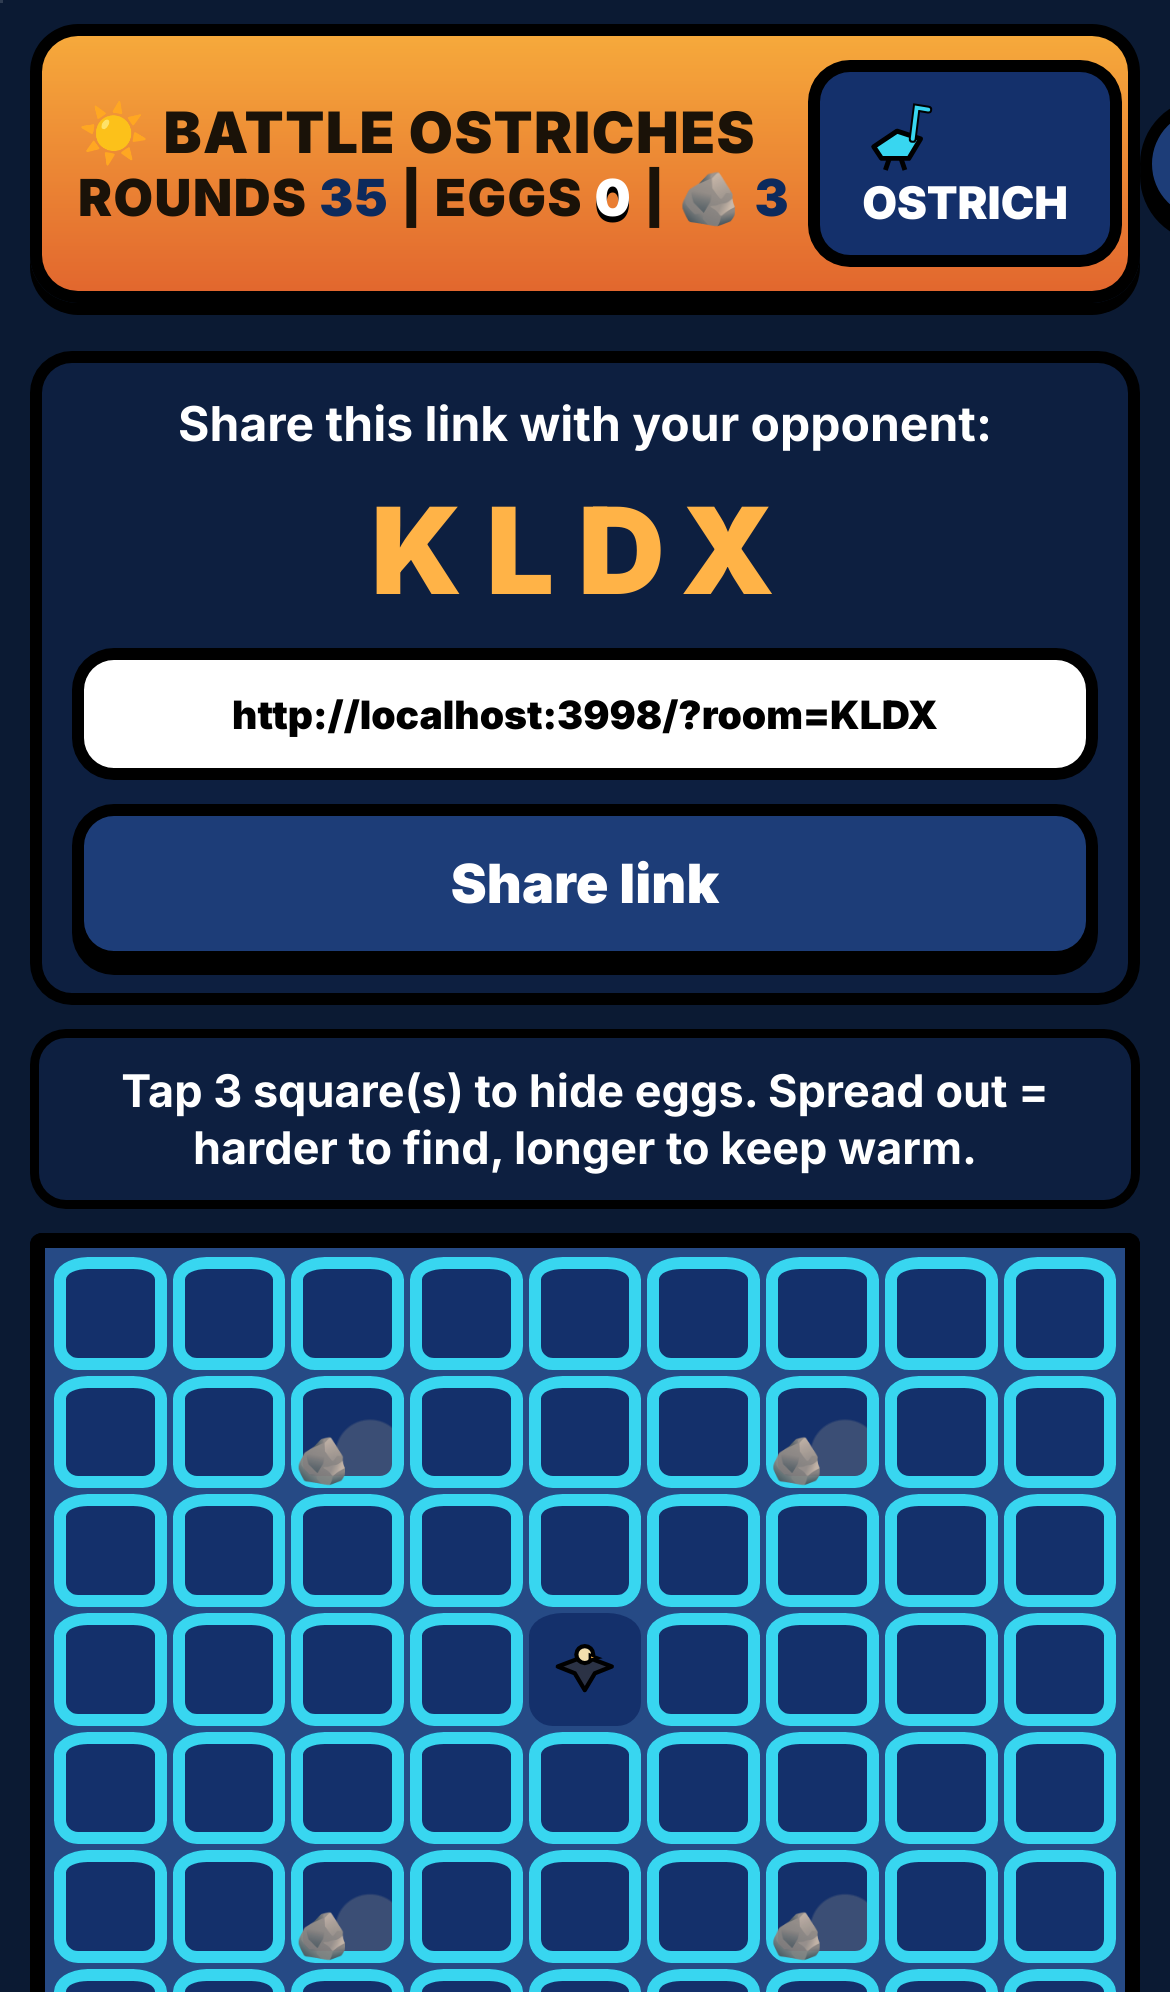 BATTLE OSTRICHES
ROUNDS 35 | EGGS 0 | 3
OSTRICH
Share this link with your opponent:
KLDX
http://localhost:3998/?room=KLDX
Share link
Tap 3 square(s) to hide eggs. Spread out =
harder to find, longer to keep warm.